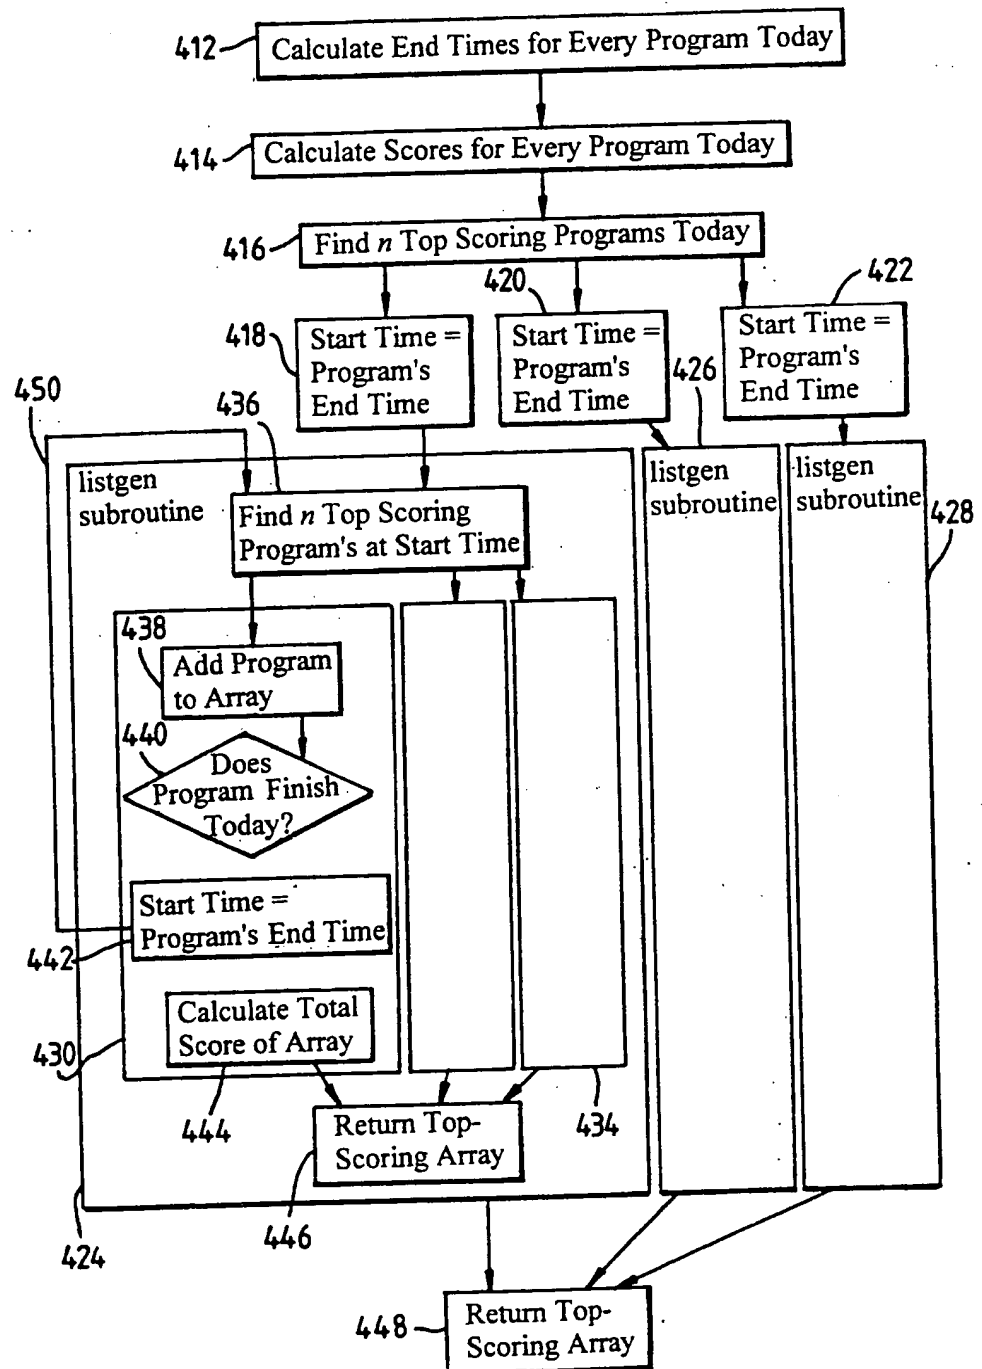 412
Calculate End Times for Every Program Today
414
Calculate Scores for Every Program Today
416
Find n Top Scoring Programs Today
418
Start Time =
Program's
End Time
420
Start Time =
Program's
End Time
422
Start Time =
Program's
End Time
450
436
426
listgen
subroutine
Find n Top Scoring
Program's at Start Time
listgen
subroutine
listgen
subroutine
428
438
Add Program
to Array
440
Does
Program Finish
Today?
Start Time =
Program's End Time
442
Calculate Total
Score of Array
430
444
434
Return Top-
Scoring Array
446
424
448
Return Top-
Scoring Array